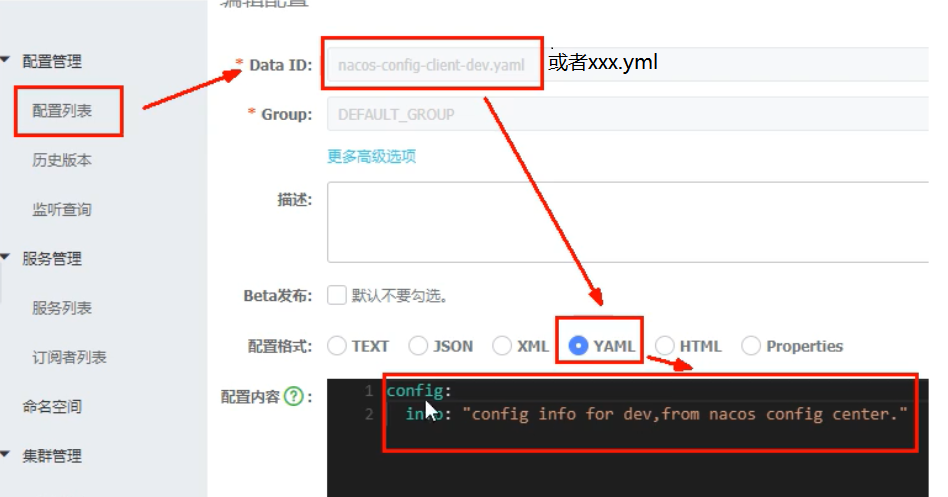 编辑配置
配置管理
配置列表
历史版本
监听查询
服务管理
服务列表
订阅者列表
命名空间
集群管理
* Data ID: nacos-config-client-dev.yaml 或者xxx.yml
* Group: DEFAULT_GROUP
更多高级选项
描述:
Beta发布: 默认不要勾选。
配置格式: TEXT JSON XML YAML HTML Properties
配置内容 ? :
1 config:
2 info: "config info for dev,from nacos config center."